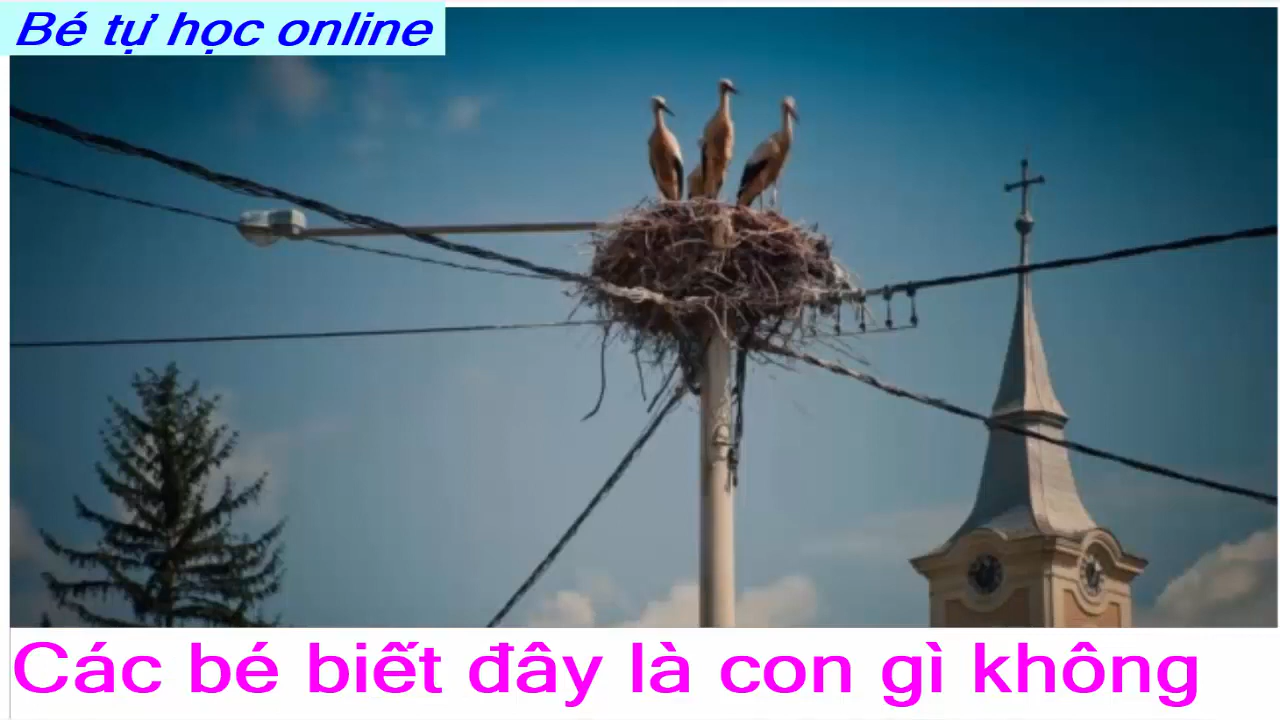 Bé tự học online
Các bé biết đây là con gì không